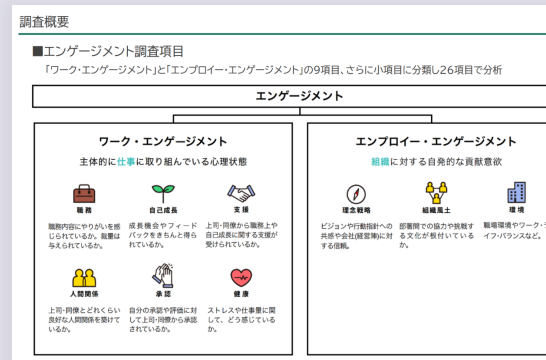 調査概要
■エンゲージメント調査項目
「ワーク・エンゲージメント」と「エンプロイー・エンゲージメント」の9項目、さらに小項目に分類し26項目で分析
エンゲージメント
ワーク・エンゲージメント
主体的に仕事に取り組んでいる心理状態
職務
自己成長
支援
職務内容にやりがいを感
じられているか。裁量は
与えられているか。
成長機会やフィード
バックをきちんと得ら
れているか。
上司・同僚から職務上や
自己成長に関する支援が
受けられているか。
人間関係
承認
健康
上司・同僚とどれくらい
良好な人間関係を築けて
いるか。
自分の承認や評価に対
して上司・同僚から承認
されているか。
ストレスや仕事量に関
して、どう感じている
か。
エンプロイー・エンゲージメント
組織に対する自発的な貢献意欲
理念戦略
組織風土
環境
ビジョンや行動指針への
共感や会社(経営陣)に対
する信頼。
部署間での協力や挑戦す
る文化が根付いている
か。
職場環境やワーク・
イフ・バランスなど。